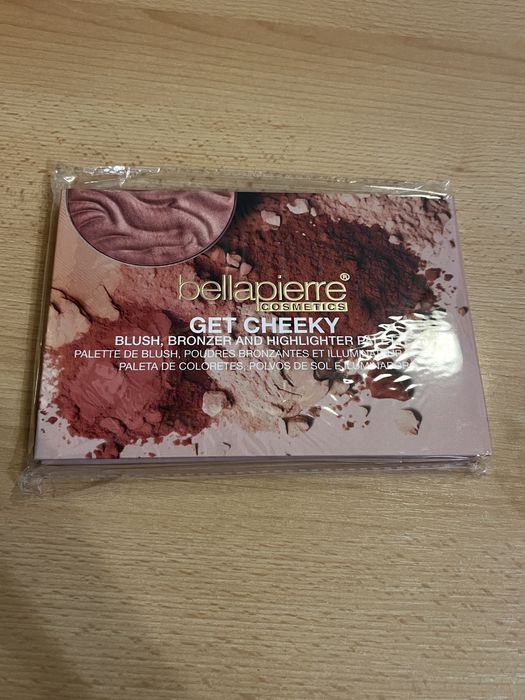 bellapierre®
COSMETICS
GET CHEEKY
BLUSH, BRONZER AND HIGHLIGHTER
PALETTE DE BLUSH, POUDRES BRONZANTES ET
PALETA DE COLORETES, POLVOS DE SOL E